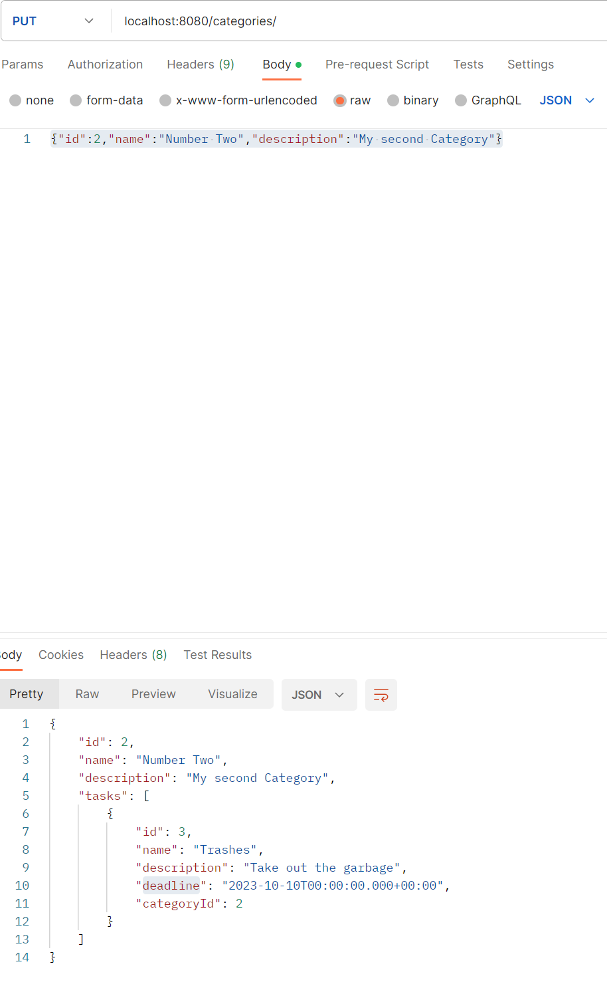 PUT localhost:8080/categories/
Params Authorization Headers (9) Body Pre-request Script Tests Settings
none form-data x-www-form-urlencoded raw binary GraphQL JSON
1 {"id":2,"name":"Number Two","description":"My second Category"}
ody Cookies Headers (8) Test Results
Pretty Raw Preview Visualize JSON
1 {
2 "id": 2,
3 "name": "Number Two",
4 "description": "My second Category",
5 "tasks": [
6 {
7 "id": 3,
8 "name": "Trashes",
9 "description": "Take out the garbage",
10 "deadline": "2023-10-10T00:00:00.000+00:00",
11 "categoryId": 2
12 }
13 ]
14 }